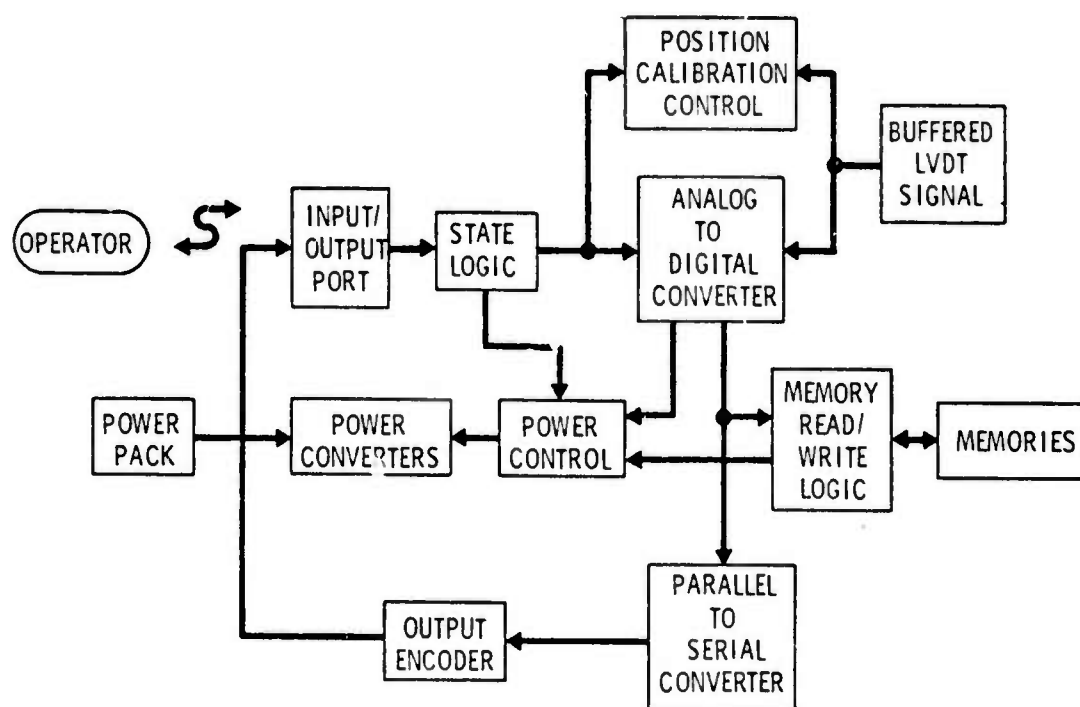 POSITION
CALIBRATION
CONTROL
BUFFERED
LVDT
SIGNAL
OPERATOR
INPUT/
OUTPUT
PORT
STATE
LOGIC
ANALOG
TO
DIGITAL
CONVERTER
POWER
PACK
POWER
CONVERTERS
POWER
CONTROL
MEMORY
READ/
WRITE
LOGIC
MEMORIES
OUTPUT
ENCODER
PARALLEL
TO
SERIAL
CONVERTER